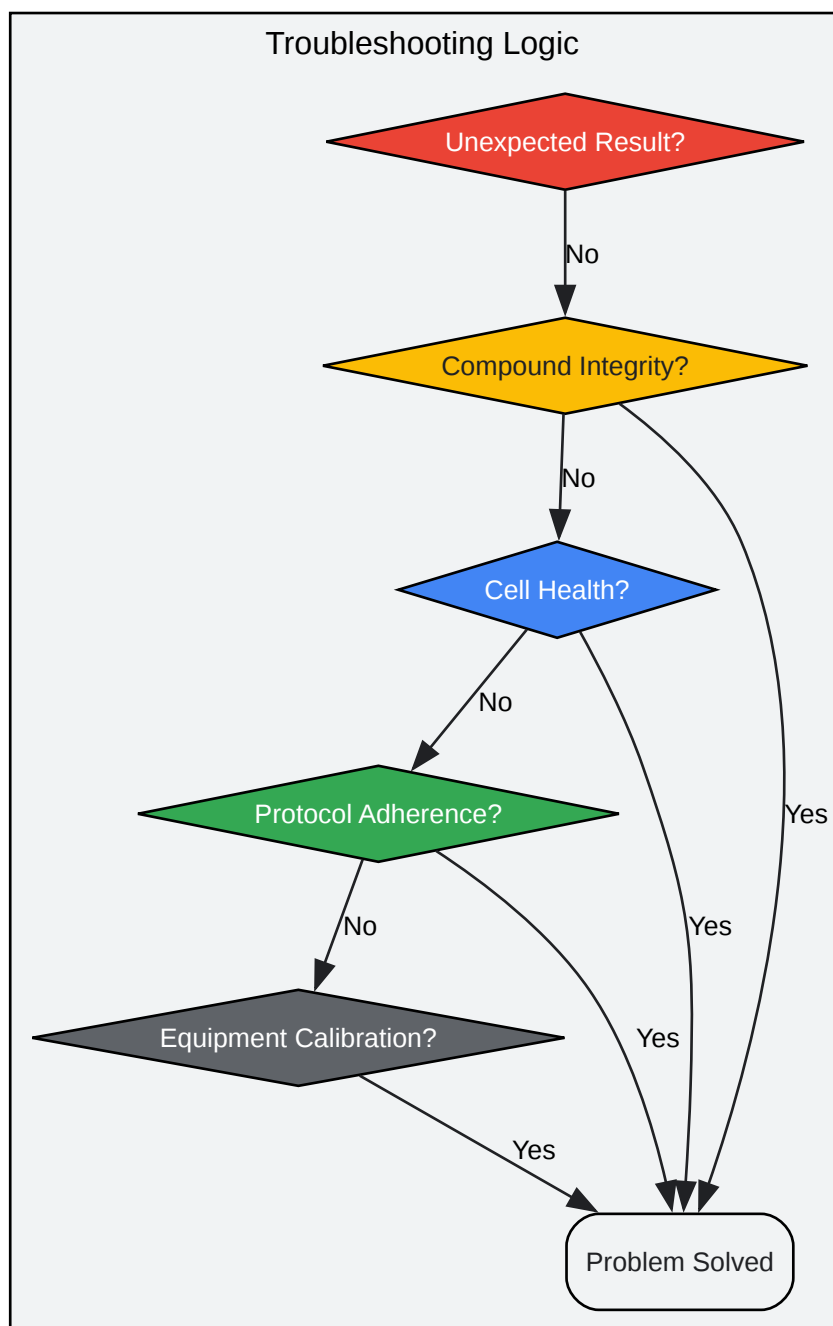 Troubleshooting Logic
Unexpected Result?
No
Compound Integrity?
No
Cell Health?
No
Protocol Adherence?
Yes
No
Yes
Equipment Calibration?
Yes
Yes
Problem Solved